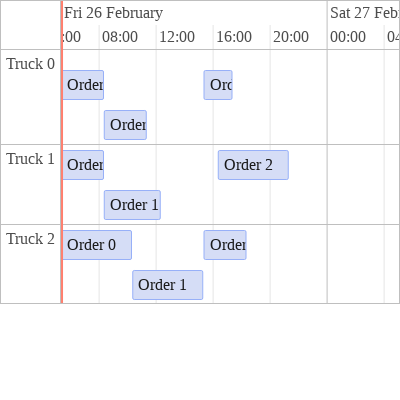 Fri 26 February
Sat 27 Feb
:00 08:00 12:00 16:00 20:00 00:00 04
Truck 0
Order
Ord
Order
Truck 1
Order
Order 2
Order 1
Truck 2
Order 0
Order
Order 1